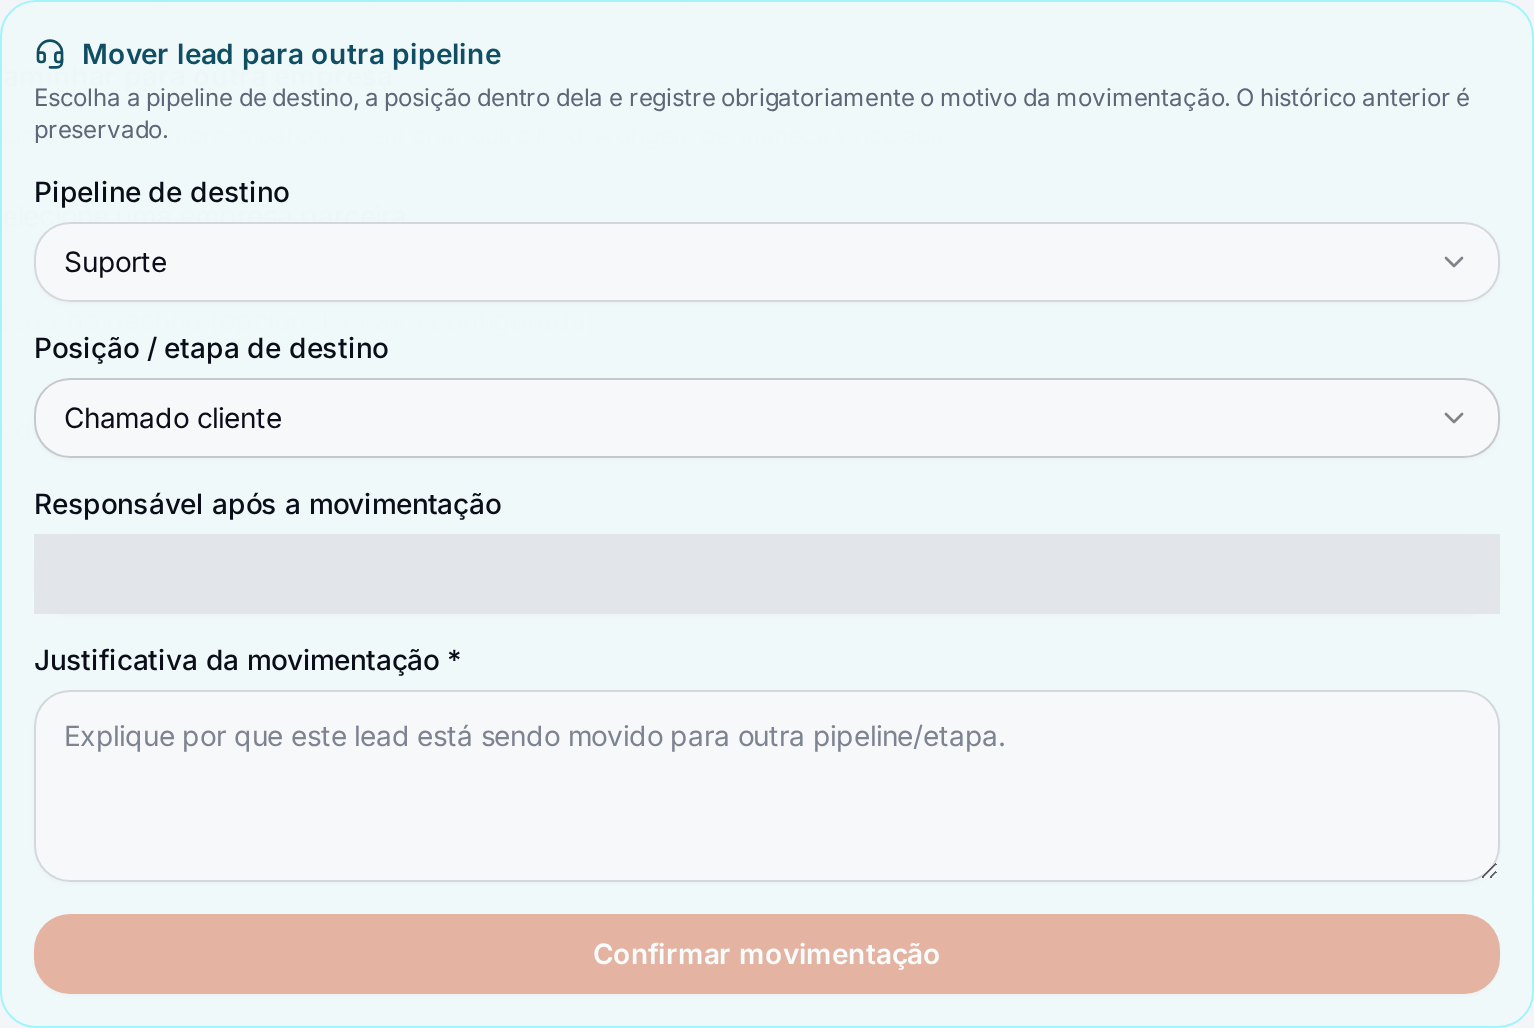 Mover lead para outra pipeline
Escolha a pipeline de destino, a posição dentro dela e registre obrigatoriamente o motivo da movimentação. O histórico anterior é
preservado.
Pipeline de destino
Suporte
Posição / etapa de destino
Chamado cliente
Responsável após a movimentação
Justificativa da movimentação *
Explique por que este lead está sendo movido para outra pipeline/etapa.
Confirmar movimentação